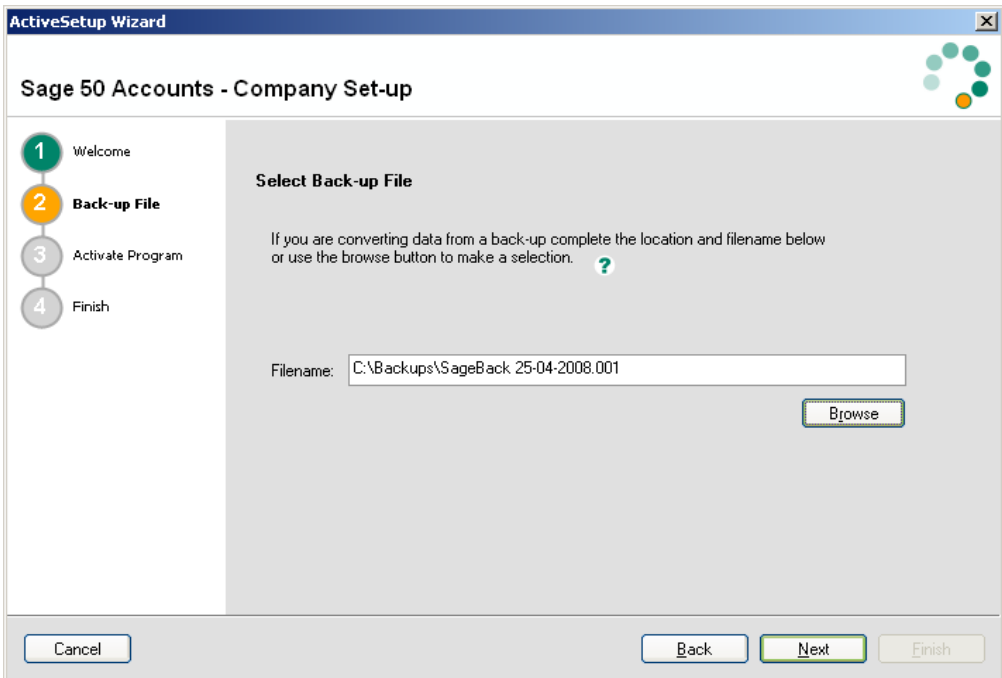 ActiveSetup Wizard
Sage 50 Accounts - Company Set-up
1 Welcome
2 Back-up File
3 Activate Program
4 Finish
Select Back-up File
If you are converting data from a back-up complete the location and filename below
or use the browse button to make a selection. ?
Filename: C:\Backups\SageBack 25-04-2008.001
Browse
Cancel Back Next Finish